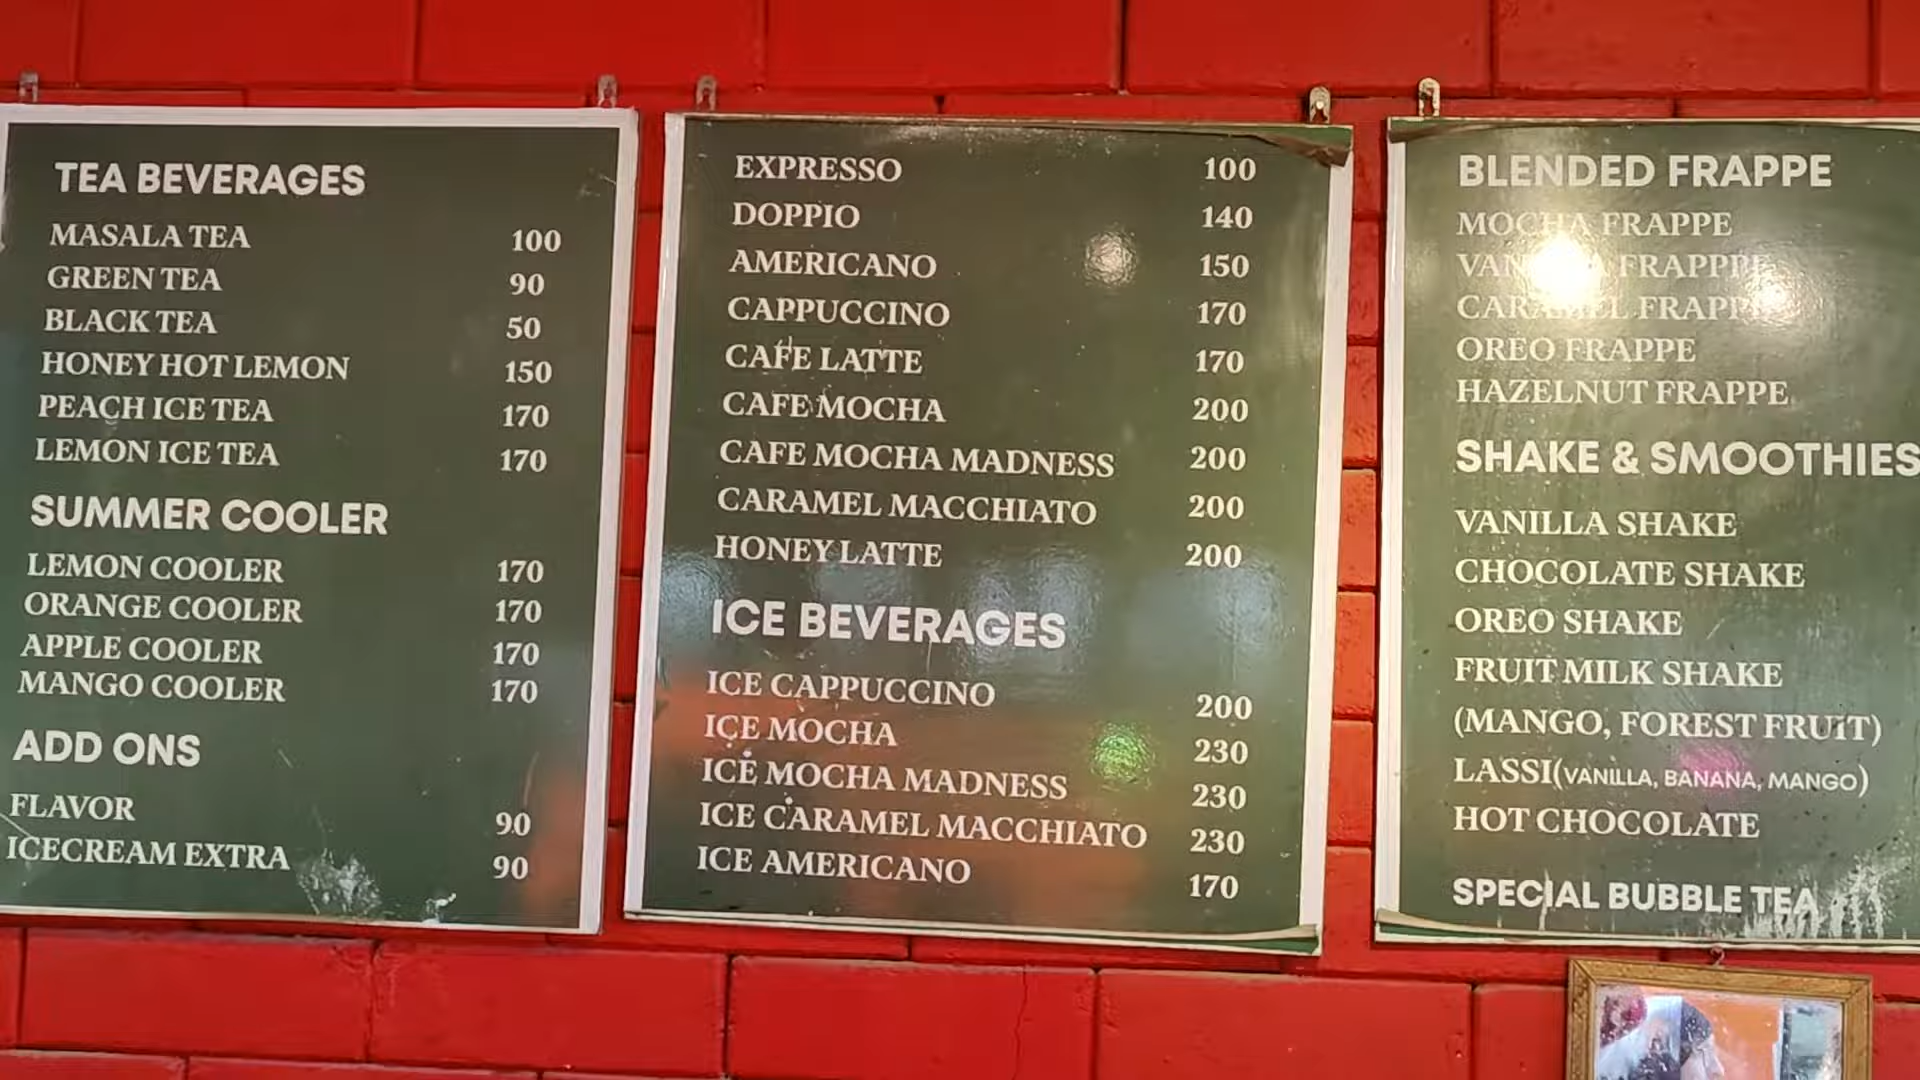 TEA BEVERAGES
MASALA TEA 100
GREEN TEA 90
BLACK TEA 50
HONEY HOT LEMON 150
PEACH ICE TEA 170
LEMON ICE TEA 170
SUMMER COOLER
LEMON COOLER 170
ORANGE COOLER 170
APPLE COOLER 170
MANGO COOLER 170
ADD ONS
FLAVOR 90
ICECREAM EXTRA 90
EXPRESSO 100
DOPPIO 140
AMERICANO 150
CAPPUCCINO 170
CAFE LATTE 170
CAFE MOCHA 200
CAFE MOCHA MADNESS 200
CARAMEL MACCHIATO 200
HONEY LATTE 200
ICE BEVERAGES
ICE CAPPUCCINO 200
ICE MOCHA 230
ICE MOCHA MADNESS 230
ICE CARAMEL MACCHIATO 230
ICE AMERICANO 170
BLENDED FRAPPE
MOCHA FRAPPE
FRAPPE
CARAMEL FRAPPE
OREO FRAPPE
HAZELNUT FRAPPE
SHAKE & SMOOTHIES
VANILLA SHAKE
CHOCOLATE SHAKE
OREO SHAKE
FRUIT MILK SHAKE
(MANGO, FOREST FRUIT)
LASSI(VANILLA, BANANA, MANGO)
HOT CHOCOLATE
SPECIAL BUBBLE TEA